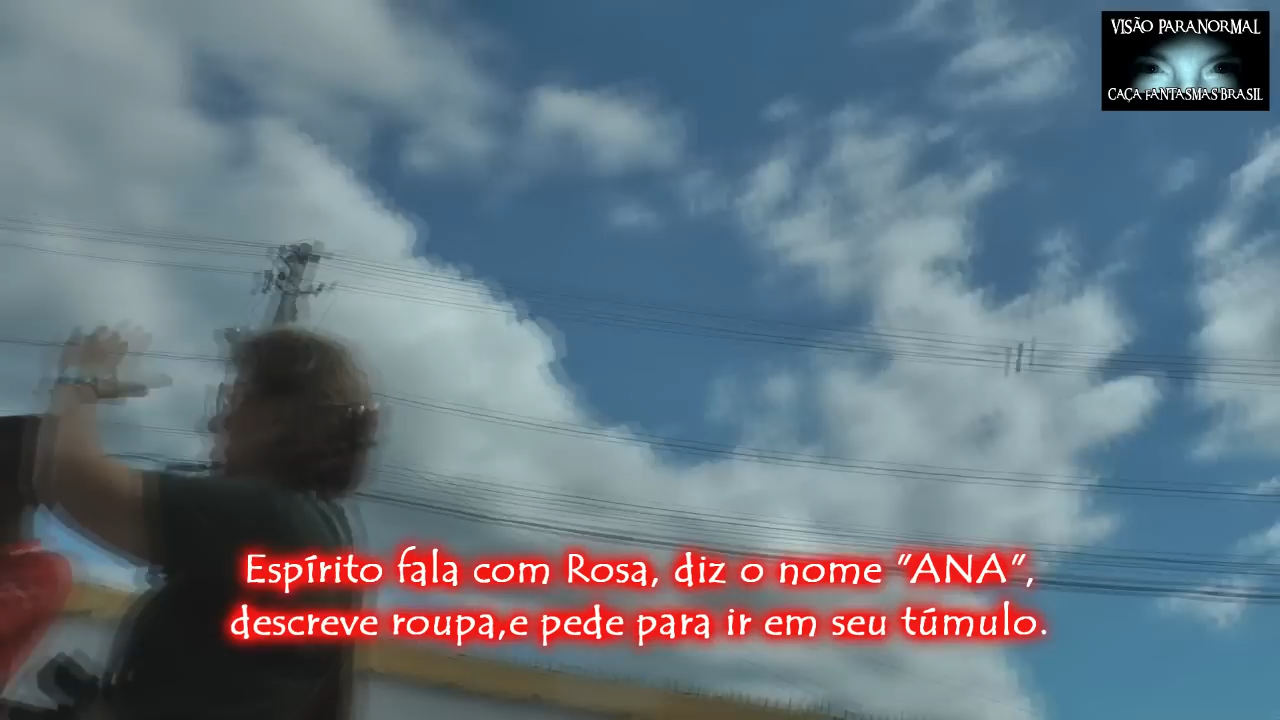 VISÃO PARANORMAL
CAÇA FANTASMAS BRASIL
Espírito fala com Rosa, diz o nome "ANA",
descreve roupa,e pede para ir em seu túmulo.